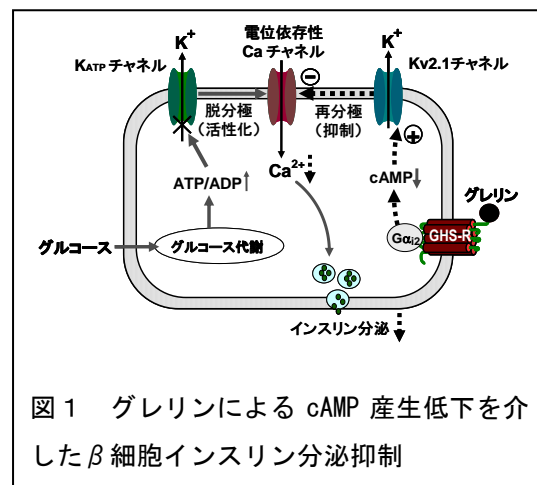 K⁺
電位依存性
Ca チャネル
K⁺
KATP チャネル
Kv2.1チャネル
⊖
脱分極
(活性化)
再分極
(抑制)
⊕
Ca²⁺
cAMP↓
ATP/ADP↑
グレリン
Gαi2
GHS-R
グルコース
グルコース代謝
インスリン分泌
図１ グレリンによる cAMP 産生低下を介
したβ細胞インスリン分泌抑制